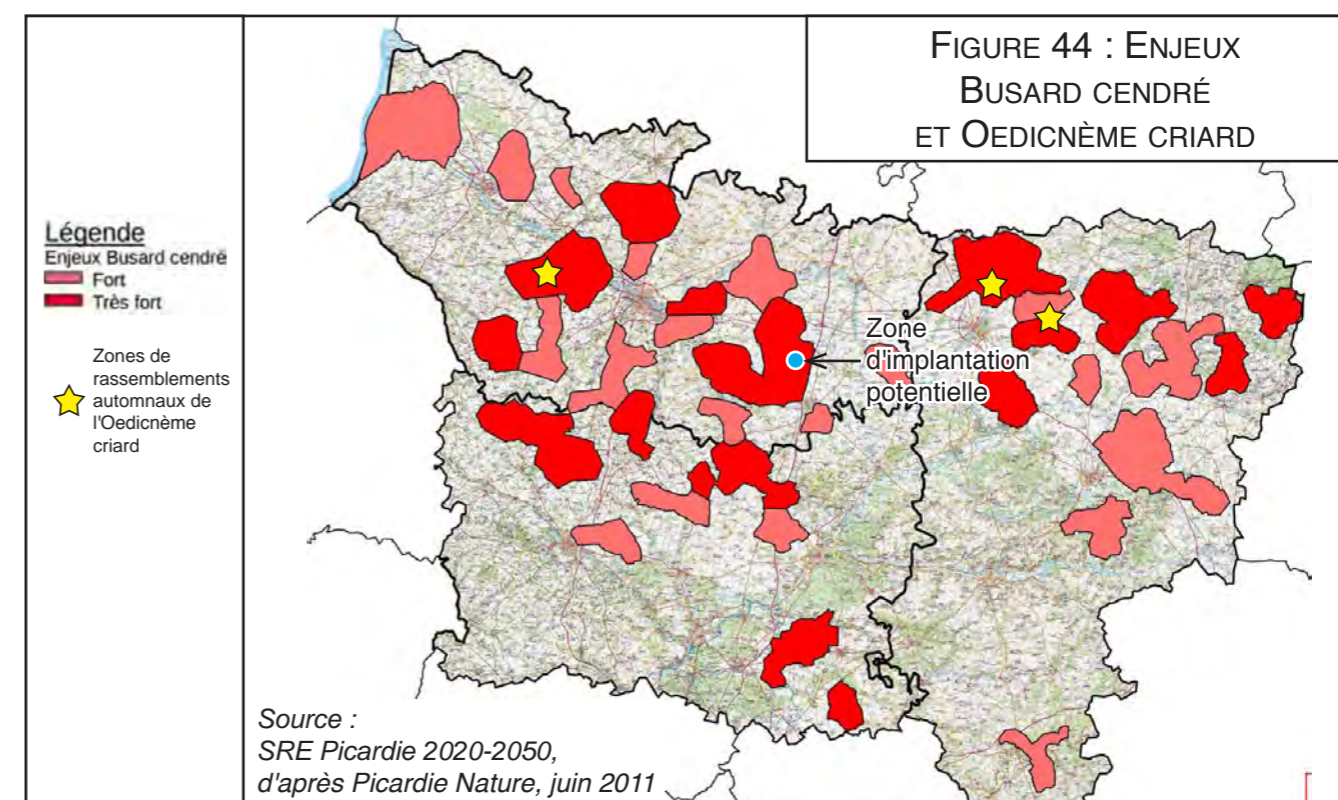 FIGURE 44 : ENJEUX
BUSARD CENDRÉ
ET OEDICNÈME CRIARD
Légende
Enjeux Busard cendré
Fort
Très fort
Zones de
rassemblements
automnaux de
l'Oedicnème
criard
Zone
d'implantation
potentielle
Source :
SRE Picardie 2020-2050,
d'après Picardie Nature, juin 2011